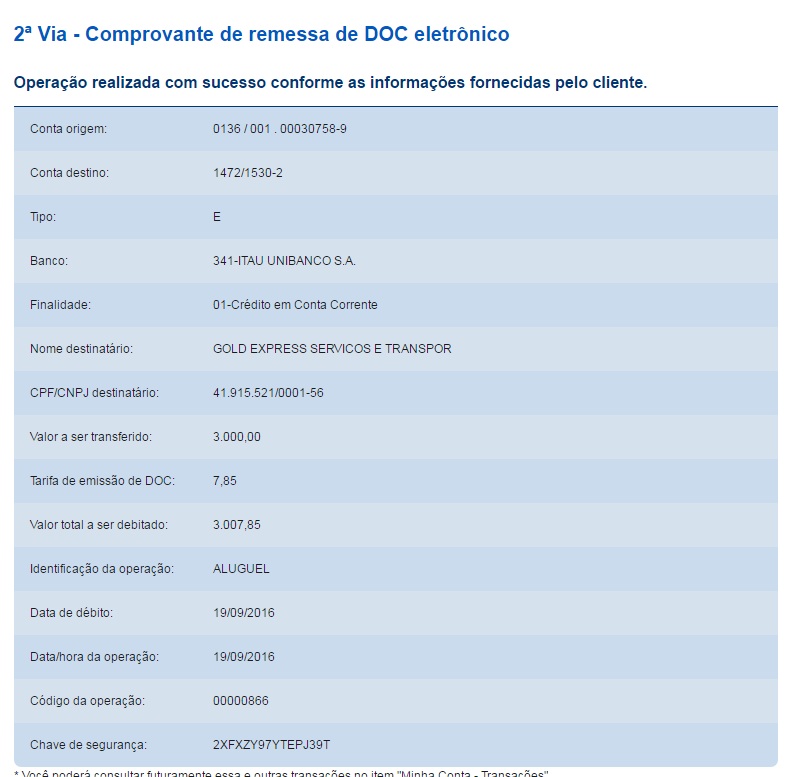 2ª Via - Comprovante de remessa de DOC eletrônico
Operação realizada com sucesso conforme as informações fornecidas pelo cliente.
Conta origem: 0136 / 001 . 00030758-9
Conta destino: 1472/1530-2
Tipo: E
Banco: 341-ITAU UNIBANCO S.A.
Finalidade: 01-Crédito em Conta Corrente
Nome destinatário: GOLD EXPRESS SERVICOS E TRANSPOR
CPF/CNPJ destinatário: 41.915.521/0001-56
Valor a ser transferido: 3.000,00
Tarifa de emissão de DOC: 7,85
Valor total a ser debitado: 3.007,85
Identificação da operação: ALUGUEL
Data de débito: 19/09/2016
Data/hora da operação: 19/09/2016
Código da operação: 00000866
Chave de segurança: 2XFXZY97YTEPJ39T
* Você poderá consultar futuramente essa e outras transações no item "Minha Conta - Transações"